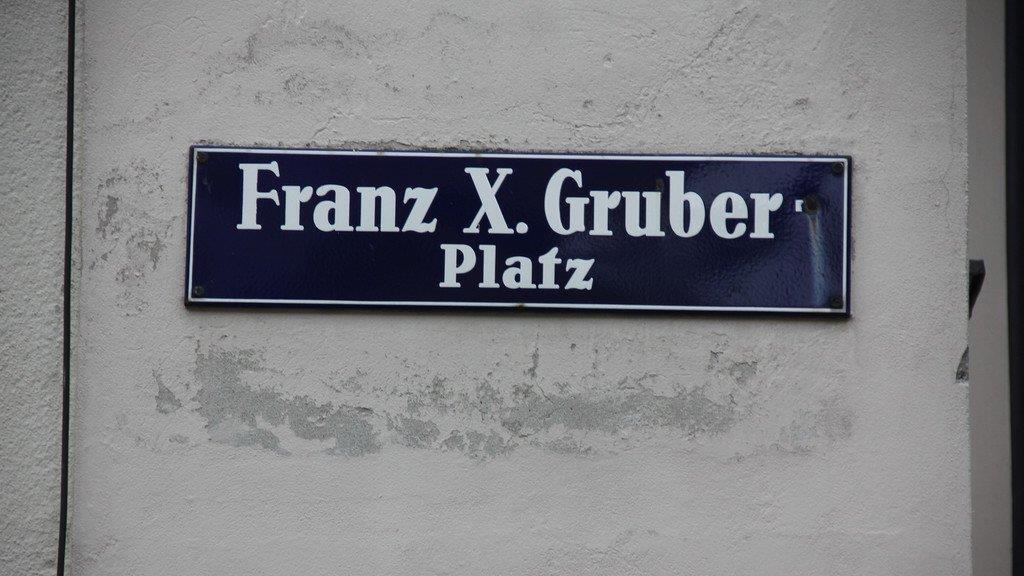 Franz X. Gruber-
Platz